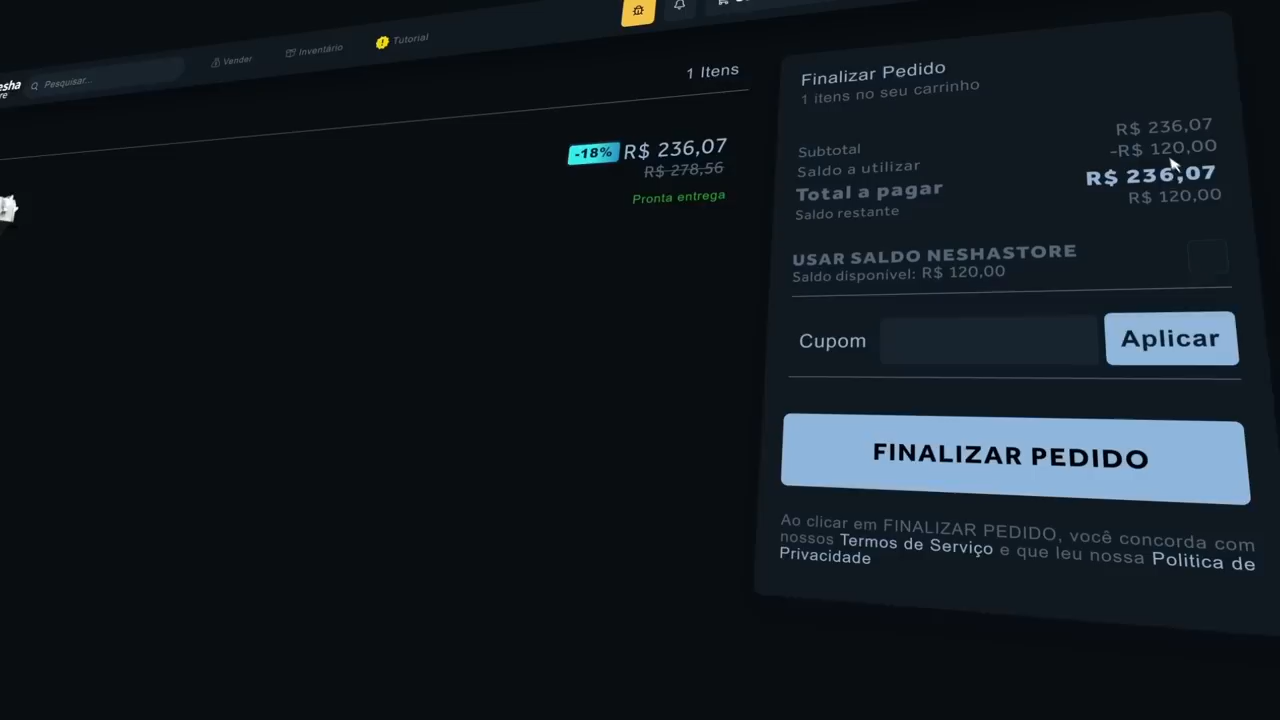 Pesquisar...
Vender
Inventário
Tutorial
1 Itens
-18% R$ 236,07
R$ 278,56
Pronta entrega
Finalizar Pedido
1 itens no seu carrinho
Subtotal R$ 236,07
Saldo a utilizar -R$ 120,00
Total a pagar R$ 236,07
Saldo restante R$ 120,00
USAR SALDO NESHASTORE
Saldo disponível: R$ 120,00
Cupom
Aplicar
FINALIZAR PEDIDO
Ao clicar em FINALIZAR PEDIDO, você concorda com
nossos Termos de Serviço e que leu nossa Politica de
Privacidade